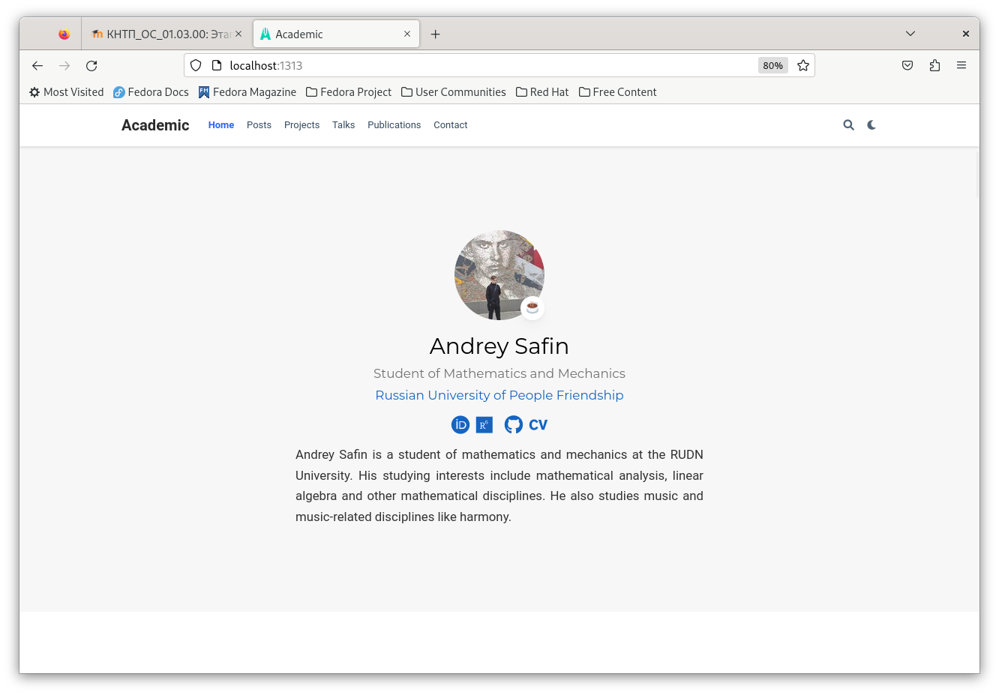 КНТП_ОС_01.03.00: Этап
Academic
localhost:1313
80%
Most Visited
Fedora Docs
Fedora Magazine
Fedora Project
User Communities
Red Hat
Free Content
Academic
Home
Posts
Projects
Talks
Publications
Contact
Andrey Safin
Student of Mathematics and Mechanics
Russian University of People Friendship
iD
RG
CV
Andrey Safin is a student of mathematics and mechanics at the RUDN
University. His studying interests include mathematical analysis, linear
algebra and other mathematical disciplines. He also studies music and
music-related disciplines like harmony.